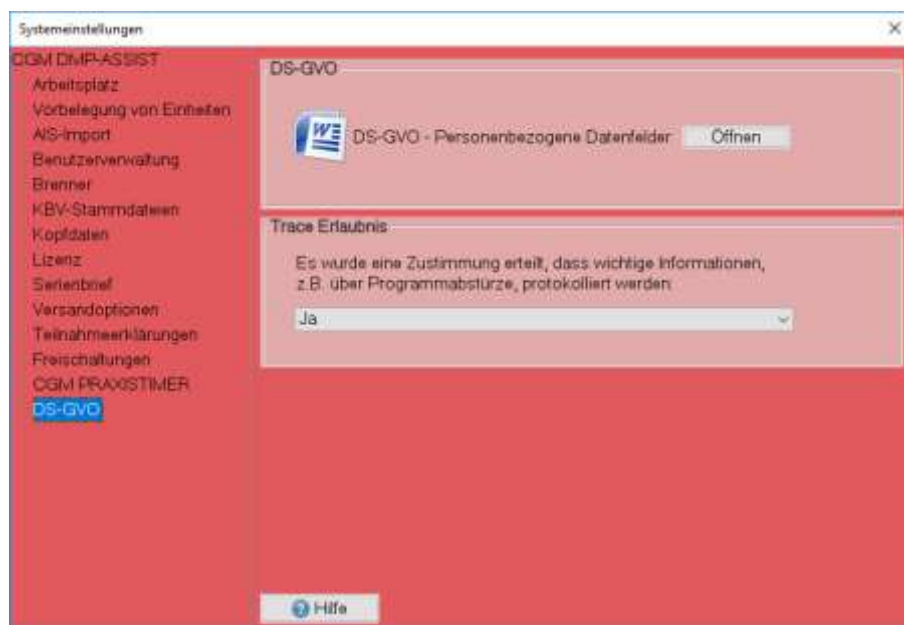 Systemeinstellungen
CGM DMP-ASSIST
Arbeitsplatz
Vorbelegung von Einheiten
AIS-Import
Benutzerverwaltung
Brenner
KBV-Stammdateien
Kopfdaten
Lizenz
Serienbrief
Versandoptionen
Teilnahmeerklärungen
Freischaltungen
CGM PRAXISTIMER
DS-GVO
DS-GVO
DS-GVO - Personenbezogene Datenfelder
Öffnen
Trace Erlaubnis
Es wurde eine Zustimmung erteilt, dass wichtige Informationen,
z.B. über Programmabstürze, protokolliert werden:
Ja
Hilfe